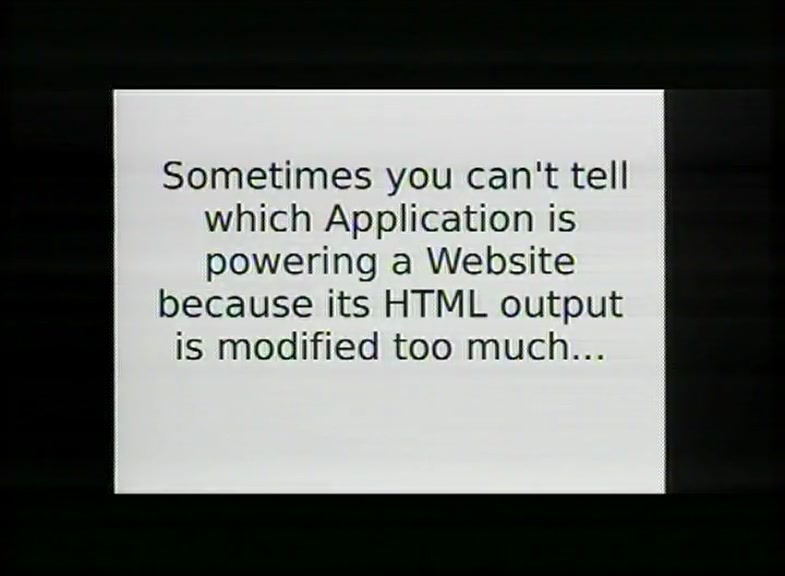 Sometimes you can't tell
which Application is
powering a Website
because its HTML output
is modified too much...